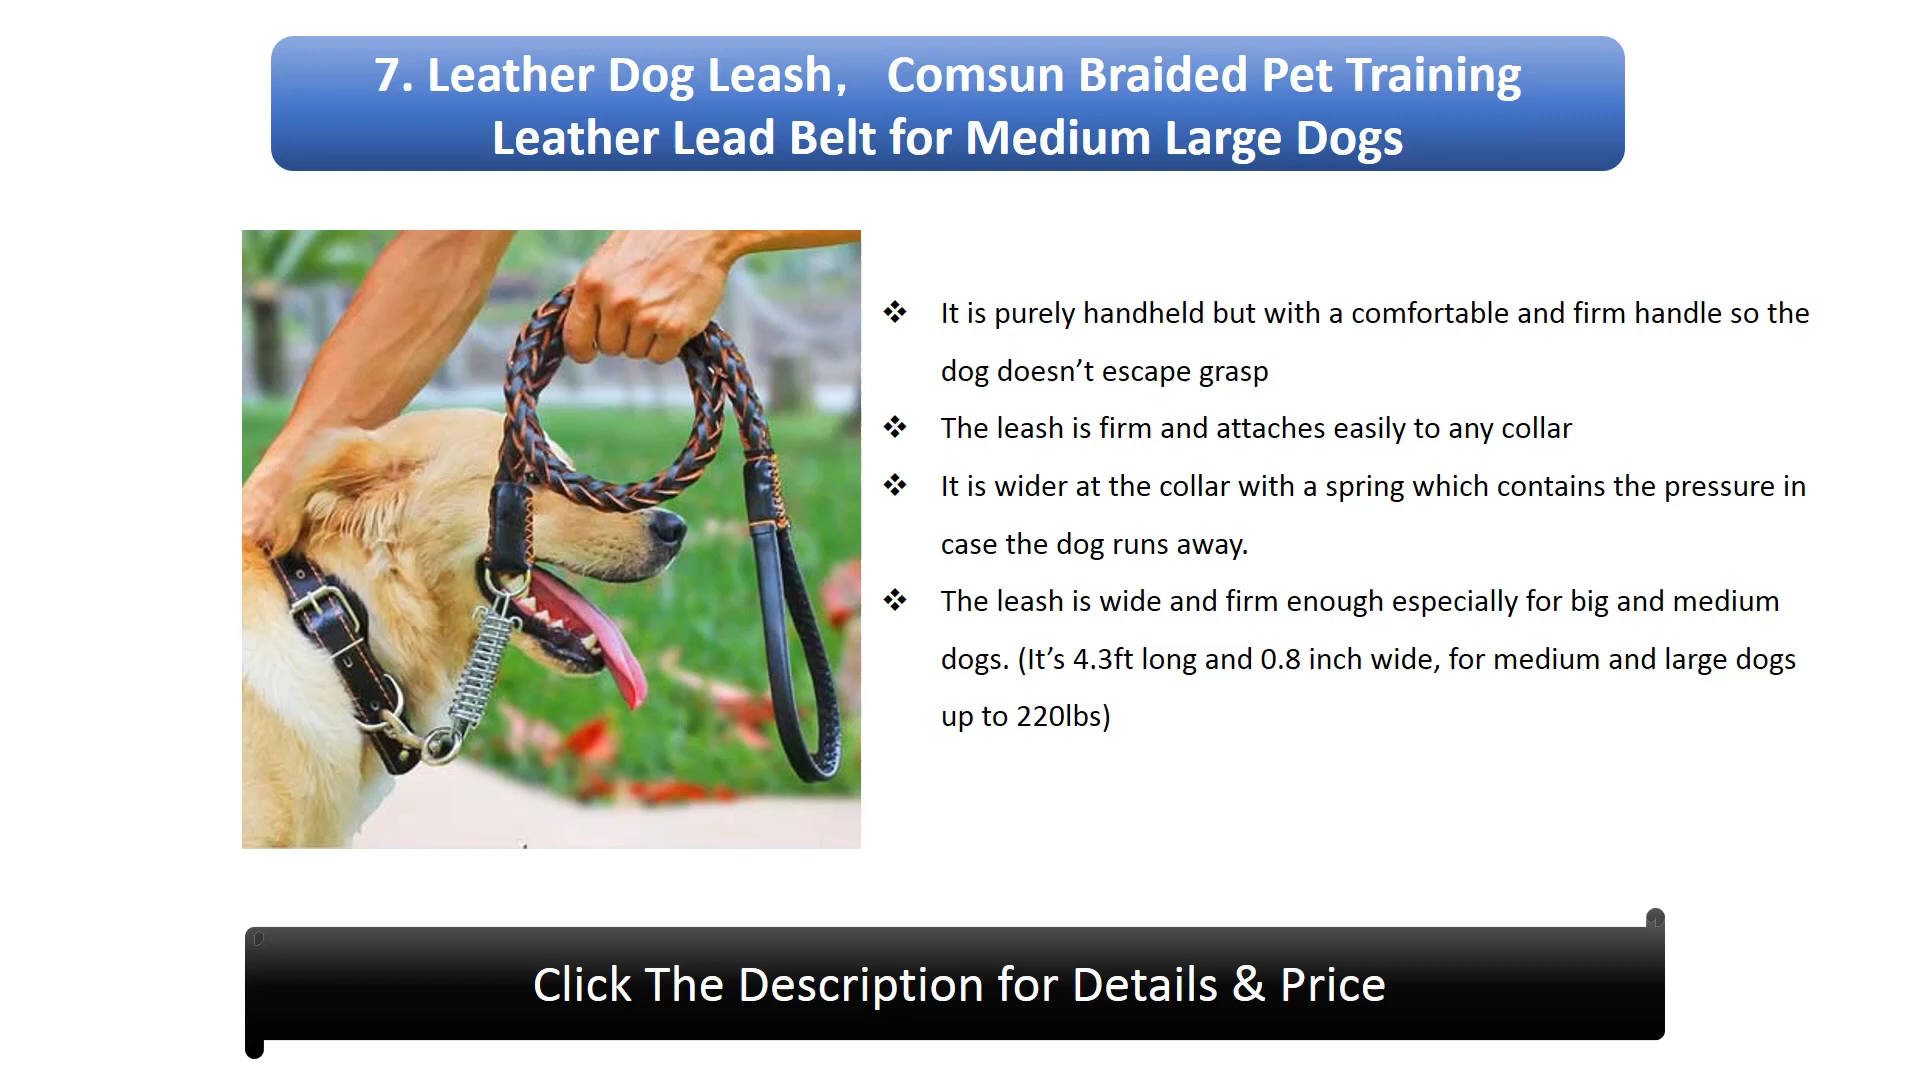 7. Leather Dog Leash， Comsun Braided Pet Training
Leather Lead Belt for Medium Large Dogs
❖ It is purely handheld but with a comfortable and firm handle so the
dog doesn’t escape grasp
❖ The leash is firm and attaches easily to any collar
❖ It is wider at the collar with a spring which contains the pressure in
case the dog runs away.
❖ The leash is wide and firm enough especially for big and medium
dogs. (It’s 4.3ft long and 0.8 inch wide, for medium and large dogs
up to 220lbs)
Click The Description for Details & Price